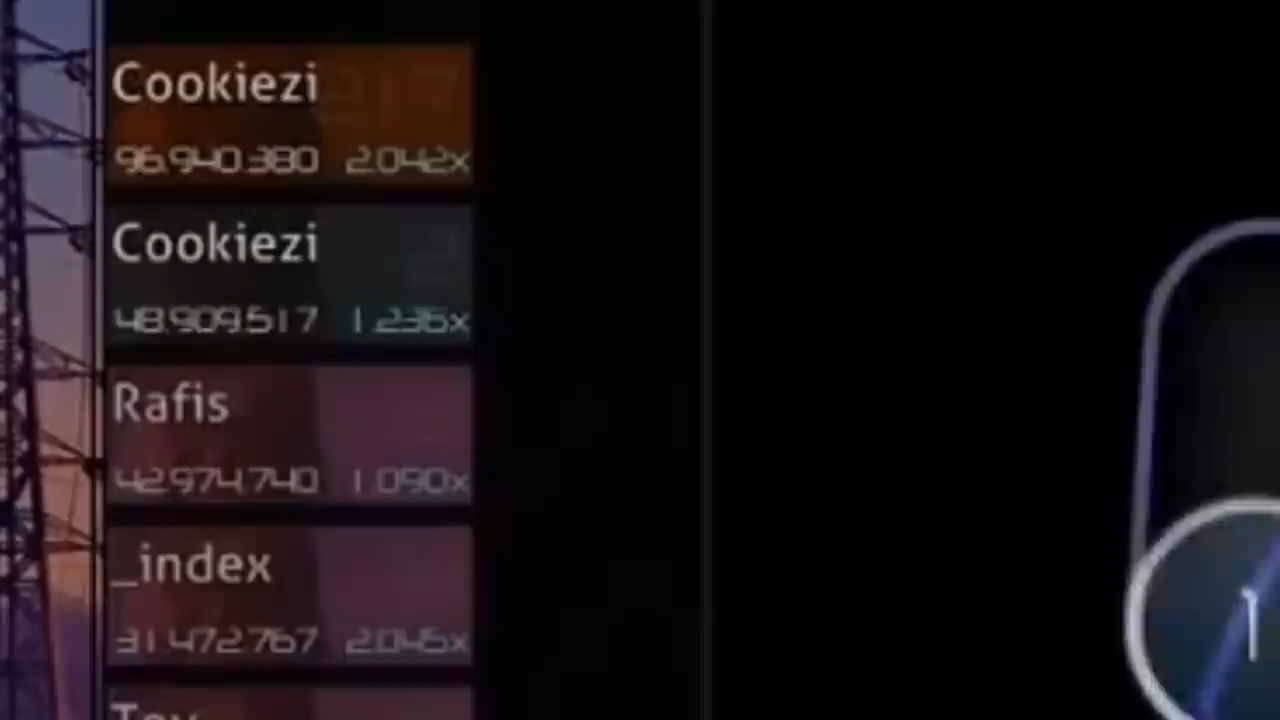 Cookiezi
96.940.380 2.042x
Cookiezi
48.909.517 1.236x
Rafis
42.974.740 1.090x
_index
31.472.767 2.045x
1